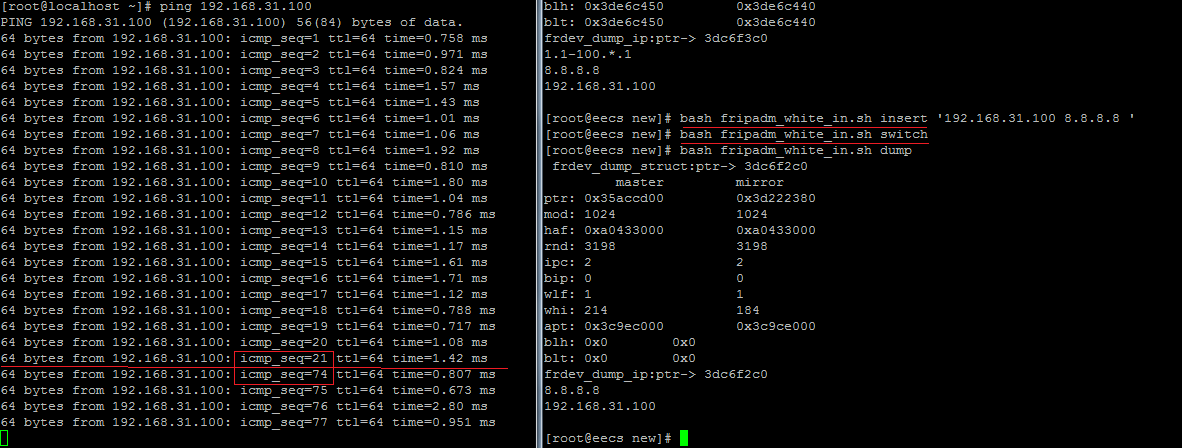 [root@localhost ~]# ping 192.168.31.100
PING 192.168.31.100 (192.168.31.100) 56(84) bytes of data.
64 bytes from 192.168.31.100: icmp_seq=1 ttl=64 time=0.758 ms
64 bytes from 192.168.31.100: icmp_seq=2 ttl=64 time=0.971 ms
64 bytes from 192.168.31.100: icmp_seq=3 ttl=64 time=0.824 ms
64 bytes from 192.168.31.100: icmp_seq=4 ttl=64 time=1.57 ms
64 bytes from 192.168.31.100: icmp_seq=5 ttl=64 time=1.43 ms
64 bytes from 192.168.31.100: icmp_seq=6 ttl=64 time=1.01 ms
64 bytes from 192.168.31.100: icmp_seq=7 ttl=64 time=1.06 ms
64 bytes from 192.168.31.100: icmp_seq=8 ttl=64 time=1.92 ms
64 bytes from 192.168.31.100: icmp_seq=9 ttl=64 time=0.810 ms
64 bytes from 192.168.31.100: icmp_seq=10 ttl=64 time=1.80 ms
64 bytes from 192.168.31.100: icmp_seq=11 ttl=64 time=1.04 ms
64 bytes from 192.168.31.100: icmp_seq=12 ttl=64 time=0.786 ms
64 bytes from 192.168.31.100: icmp_seq=13 ttl=64 time=1.15 ms
64 bytes from 192.168.31.100: icmp_seq=14 ttl=64 time=1.17 ms
64 bytes from 192.168.31.100: icmp_seq=15 ttl=64 time=1.61 ms
64 bytes from 192.168.31.100: icmp_seq=16 ttl=64 time=1.71 ms
64 bytes from 192.168.31.100: icmp_seq=17 ttl=64 time=1.12 ms
64 bytes from 192.168.31.100: icmp_seq=18 ttl=64 time=0.788 ms
64 bytes from 192.168.31.100: icmp_seq=19 ttl=64 time=0.717 ms
64 bytes from 192.168.31.100: icmp_seq=20 ttl=64 time=1.08 ms
64 bytes from 192.168.31.100: icmp_seq=21 ttl=64 time=1.42 ms
64 bytes from 192.168.31.100: icmp_seq=74 ttl=64 time=0.807 ms
64 bytes from 192.168.31.100: icmp_seq=75 ttl=64 time=0.673 ms
64 bytes from 192.168.31.100: icmp_seq=76 ttl=64 time=2.80 ms
64 bytes from 192.168.31.100: icmp_seq=77 ttl=64 time=0.951 ms
blh: 0x3de6c450 0x3de6c440
blt: 0x3de6c450 0x3de6c440
frdev_dump_ip:ptr-> 3dc6f3c0
1.1-100.*.1
8.8.8.8
192.168.31.100
[root@eecs new]# bash fripadm_white_in.sh insert '192.168.31.100 8.8.8.8 '
[root@eecs new]# bash fripadm_white_in.sh switch
[root@eecs new]# bash fripadm_white_in.sh dump
frdev_dump_struct:ptr-> 3dc6f2c0
master mirror
ptr: 0x35accd00 0x3d222380
mod: 1024 1024
haf: 0xa0433000 0xa0433000
rnd: 3198 3198
ipc: 2 2
bip: 0 0
wlf: 1 1
whi: 214 184
apt: 0x3c9ec000 0x3c9ce000
blh: 0x0 0x0
blt: 0x0 0x0
frdev_dump_ip:ptr-> 3dc6f2c0
8.8.8.8
192.168.31.100
[root@eecs new]#